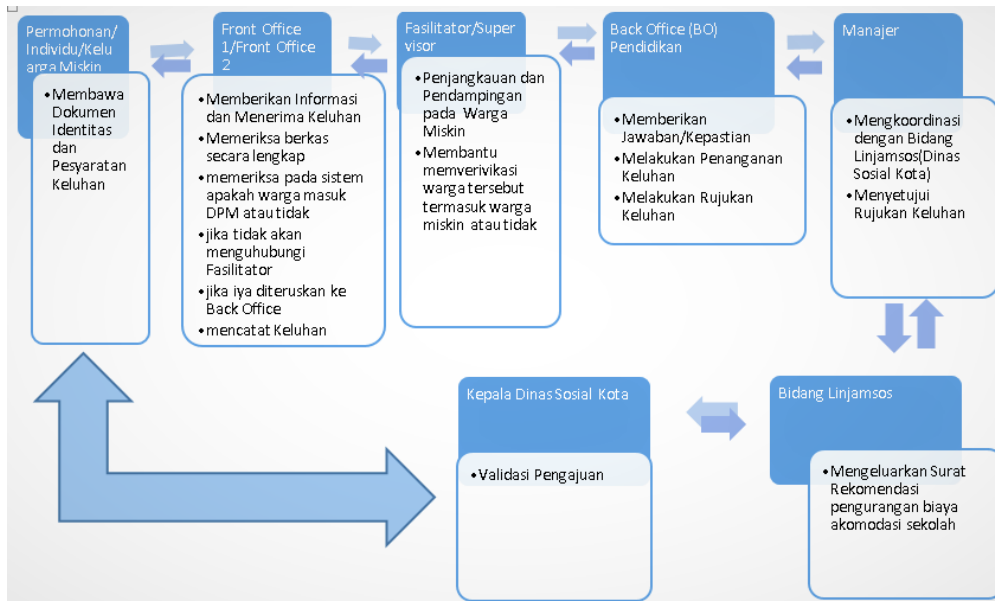 Permohonan/
Individu/Kelu
arga Miskin
•Membawa
Dokumen
Identitas
dan
Pesyaratan
Keluhan
Front Office
1/Front Office
2
•Memberikan Informasi
dan Menerima Keluhan
•Memeriksa berkas
secara lengkap
•memeriksa pada sistem
apakah warga masuk
DPM atau tidak
•jika tidak akan
menguhubungi
Fasilitator
•jika iya diteruskan ke
Back Office
•mencatat Keluhan
Fasilitator/Super
visor
•Penjangkauan dan
Pendampingan
pada Warga
Miskin
•Membantu
memverivikasi
warga tersebut
termasuk warga
miskin atau tidak
Back Office (BO)
Pendidikan
•Memberikan
Jawaban/Kepastian
•Melakukan Penanganan
Keluhan
•Melakukan Rujukan
Keluhan
Manajer
•Mengkoordinasi
dengan Bidang
Linjamsos(Dinas
Sosial Kota)
•Menyetujui
Rujukan Keluhan
Kepala Dinas Sosial Kota
•Validasi Pengajuan
Bidang Linjamsos
•Mengeluarkan Surat
Rekomendasi
pengurangan biaya
akomodasi sekolah